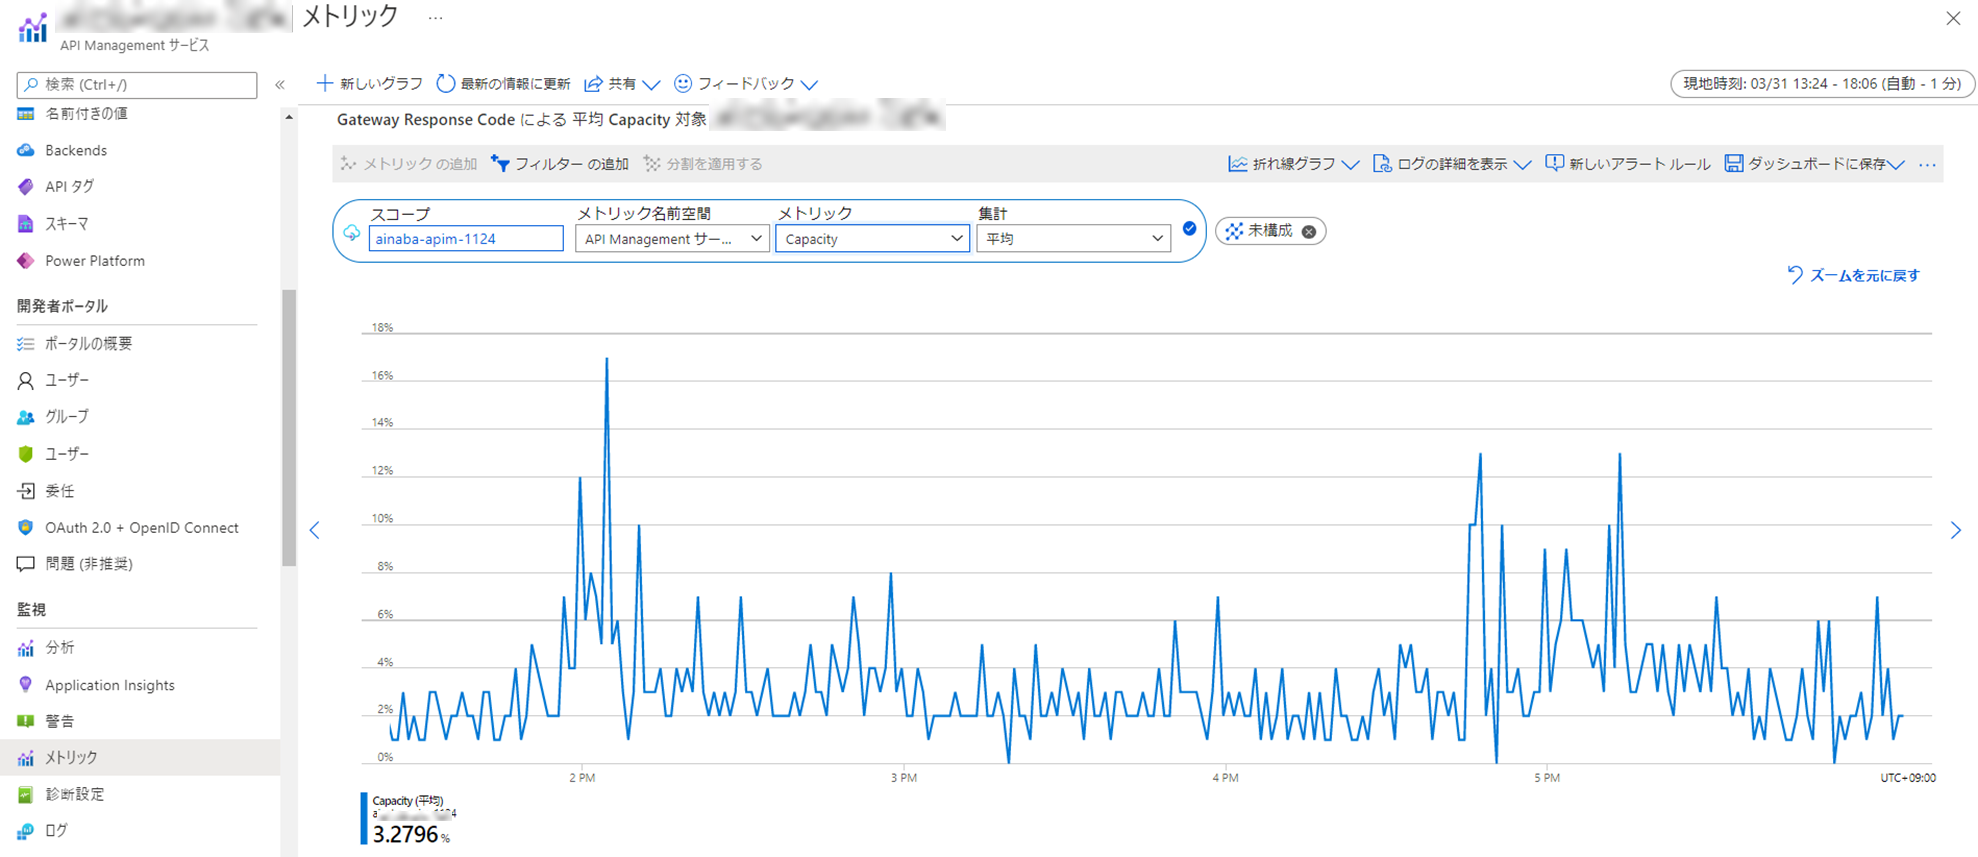 メトリック ...
API Management サービス
検索 (Ctrl+/)
«
名前付きの値
Backends
API タグ
スキーマ
Power Platform
開発者ポータル
ポータルの概要
ユーザー
グループ
ユーザー
委任
OAuth 2.0 + OpenID Connect
問題 (非推奨)
監視
分析
Application Insights
警告
メトリック
診断設定
ログ
新しいグラフ 最新の情報に更新 共有 フィードバック
現地時刻: 03/31 13:24 - 18:06 (自動 - 1 分)
Gateway Response Code による 平均 Capacity 対象
メトリック の追加 フィルター の追加 分割を適用する
折れ線グラフ ログの詳細を表示 新しいアラート ルール ダッシュボードに保存 ...
スコープ メトリック名前空間 メトリック 集計
ainaba-apim-1124 API Management サー... Capacity 平均
未構成
ズームを元に戻す
18%
16%
14%
12%
10%
8%
6%
4%
2%
0%
2 PM 3 PM 4 PM 5 PM UTC+09:00
Capacity (平均)
3.2796 %